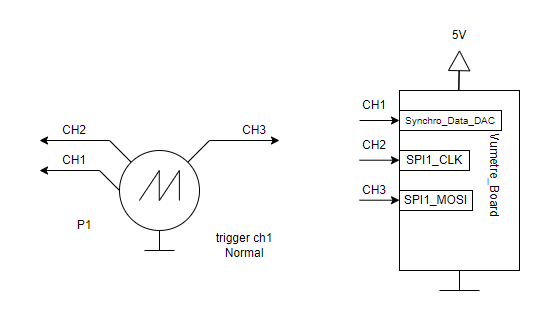 5V
CH1
Synchro_Data_DAC
CH2
CH3
CH2
SPI1_CLK
CH1
CH3
SPI1_MOSI
Vumetre_Board
P1
trigger ch1
Normal